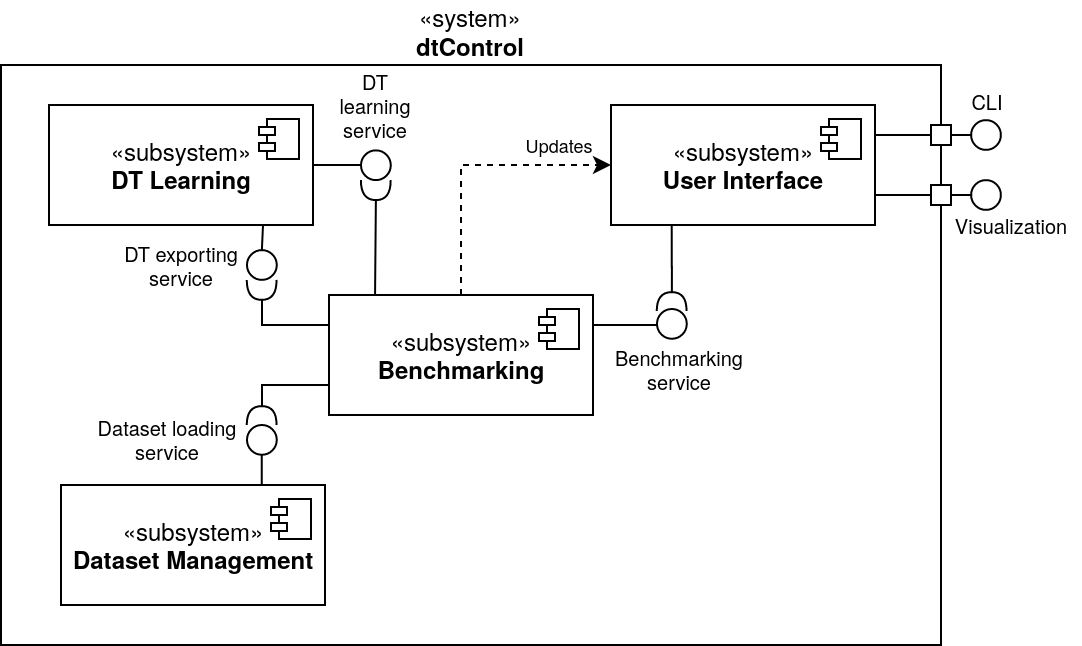 «system»
dtControl
DT
learning
service
CLI
«subsystem»
DT Learning
Updates
«subsystem»
User Interface
Visualization
DT exporting
service
«subsystem»
Benchmarking
Benchmarking
service
Dataset loading
service
«subsystem»
Dataset Management